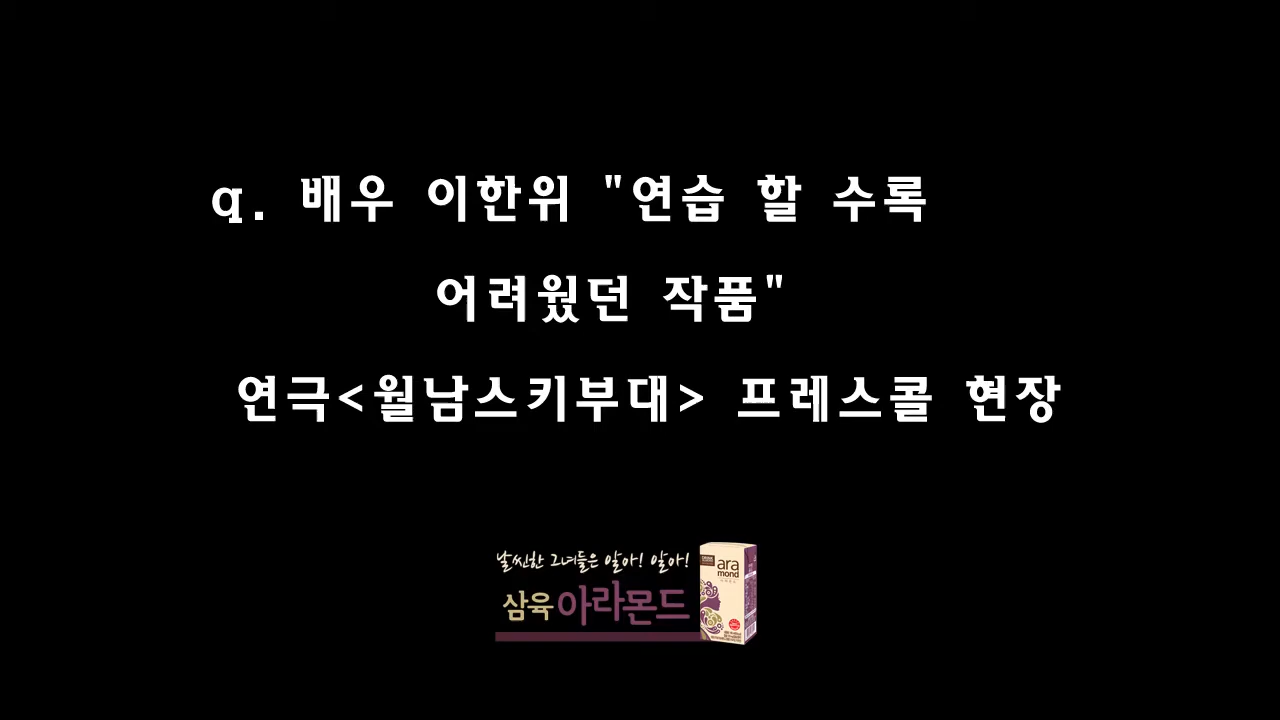 q. 배우 이한위 "연습 할 수록
어려웠던 작품"
연극<월남스키부대> 프레스콜 현장
날씬한 그녀들은 알아! 알아!
삼육 아라몬드
ara
mond